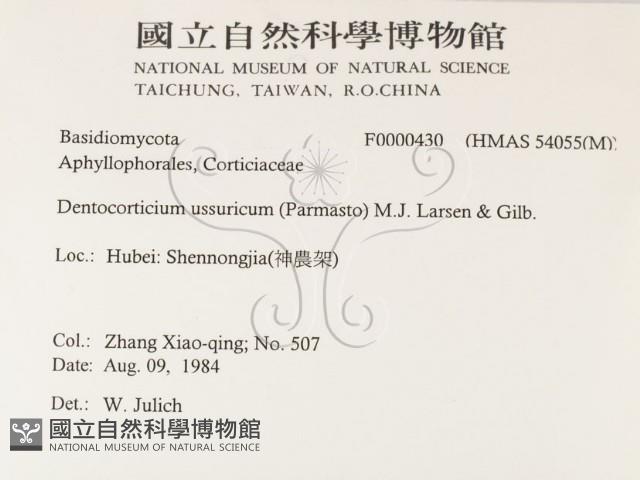 國立自然科學博物館
NATIONAL MUSEUM OF NATURAL SCIENCE
TAICHUNG, TAIWAN, R.O.CHINA
Basidiomycota F0000430 (HMAS 54055(M))
Aphyllophorales, Corticiaceae
Dentocorticium ussuricum (Parmasto) M.J. Larsen & Gilb.
Loc.: Hubei: Shennongjia(神農架)
Col.: Zhang Xiao-qing; No. 507
Date: Aug. 09, 1984
Det.: W. Julich
國立自然科學博物館
NATIONAL MUSEUM OF NATURAL SCIENCE